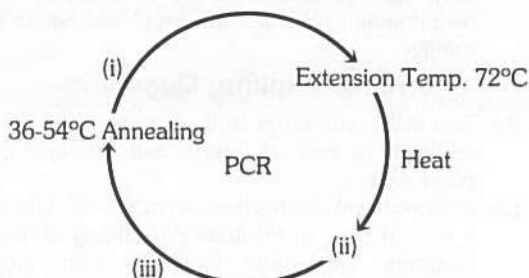 (i)
Extension Temp, 72°C
36-54°C Annealing
PCR
Heat
(ii)
(iii)